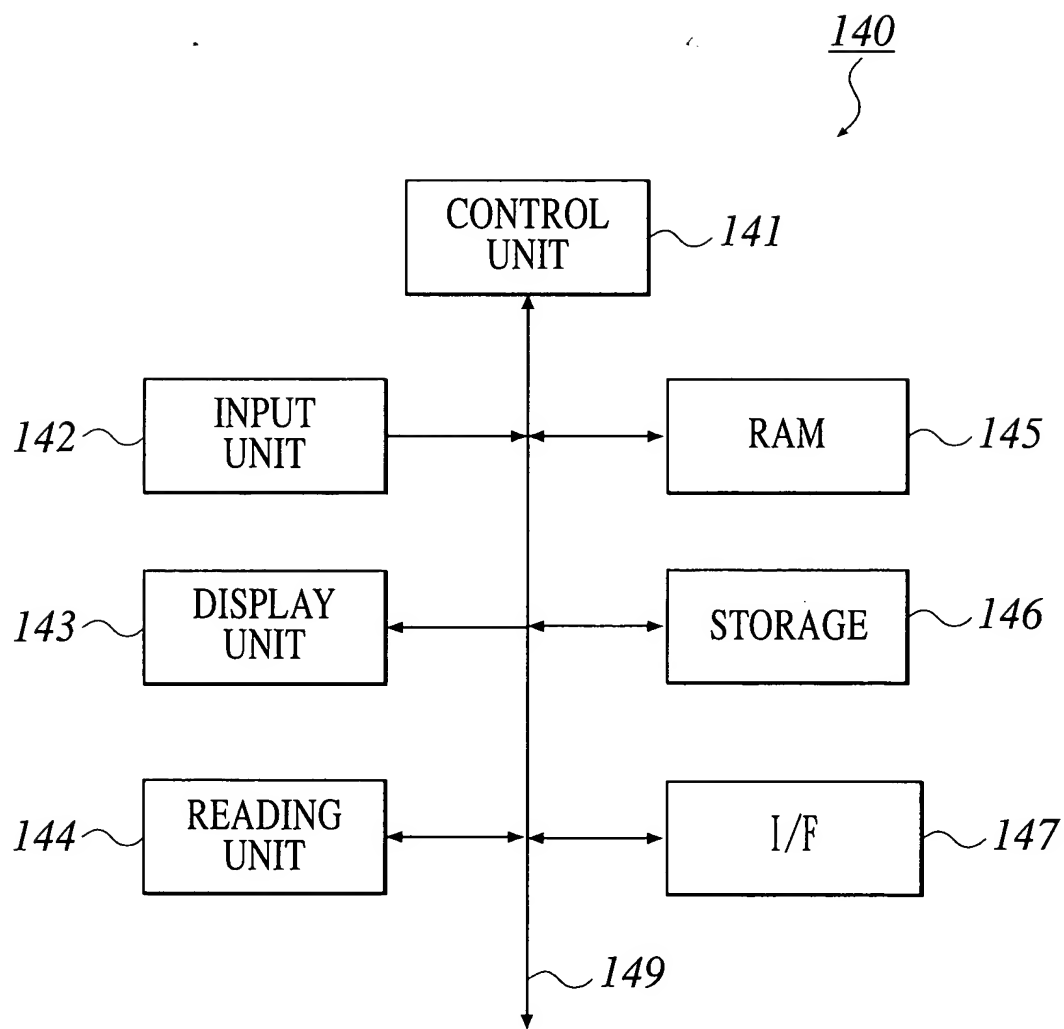 140
CONTROL
UNIT
141
142
INPUT
UNIT
RAM
145
143
DISPLAY
UNIT
STORAGE
146
144
READING
UNIT
I/F
147
149